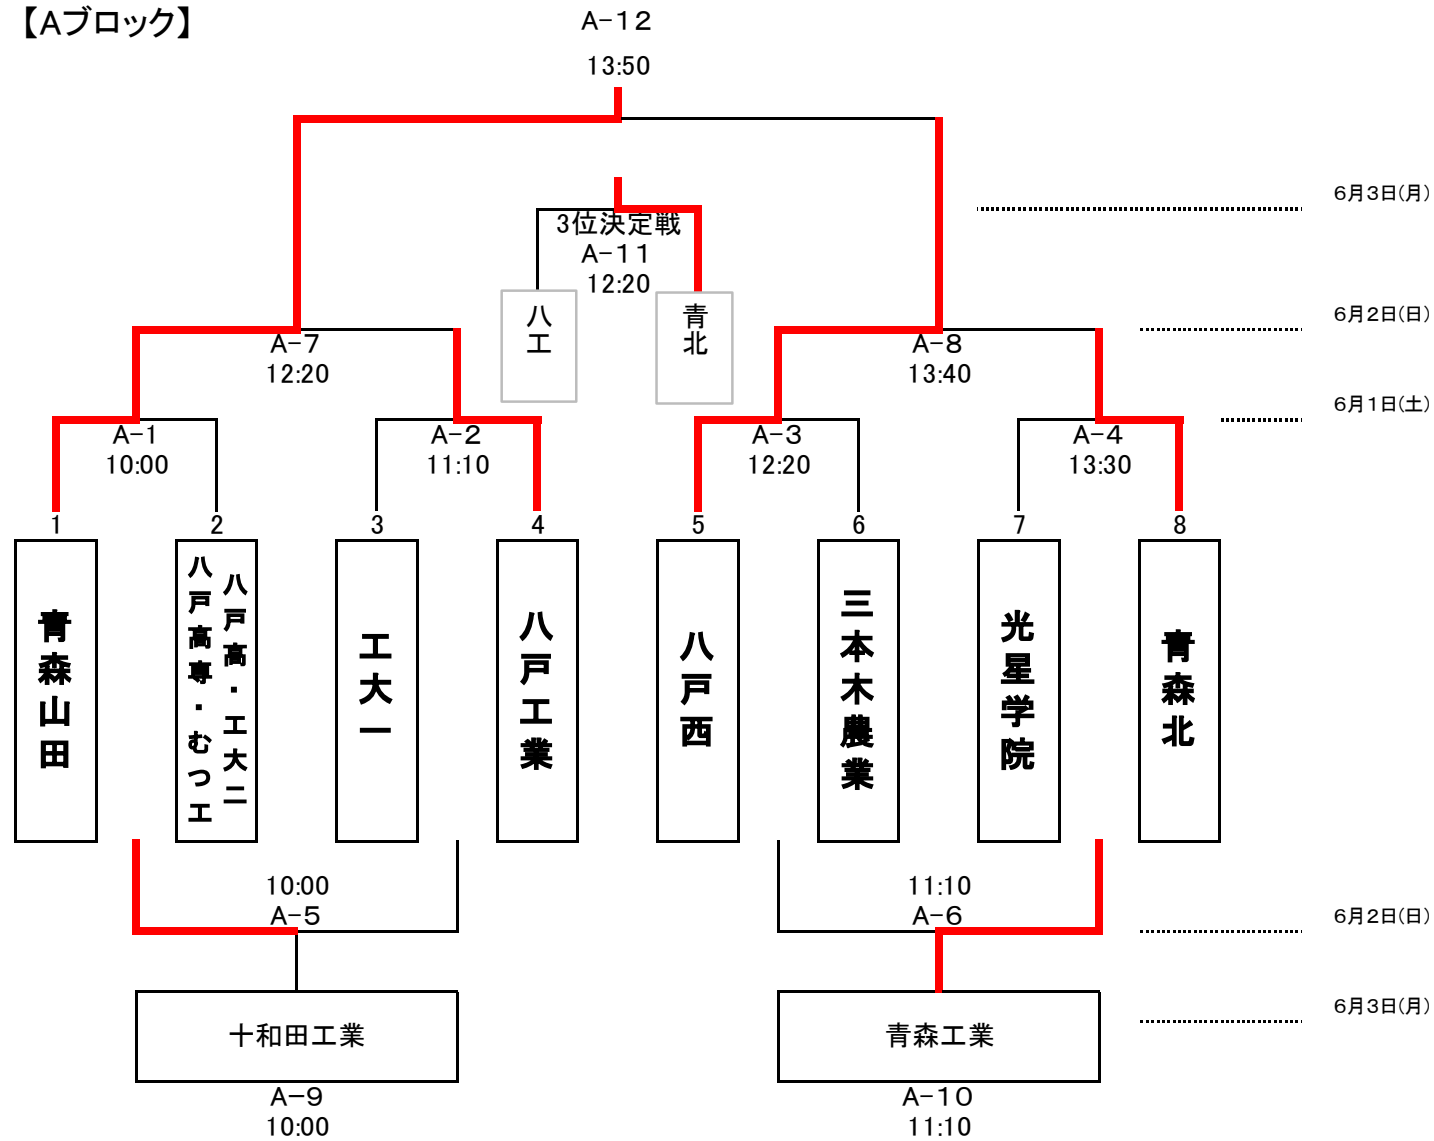 【Aブロック】
A-12
13:50
6月3日(月)
3位決定戦
A-11
12:20
八工
青北
6月2日(日)
A-7
12:20
A-8
13:40
6月1日(土)
A-1
10:00
A-2
11:10
A-3
12:20
A-4
13:30
1
2
3
4
5
6
7
8
青森山田
八戸高・工大二
八戸高専・むつ工
工大一
八戸工業
八戸西
三本木農業
光星学院
青森北
10:00
A-5
11:10
A-6
6月2日(日)
十和田工業
青森工業
6月3日(月)
A-9
10:00
A-10
11:10